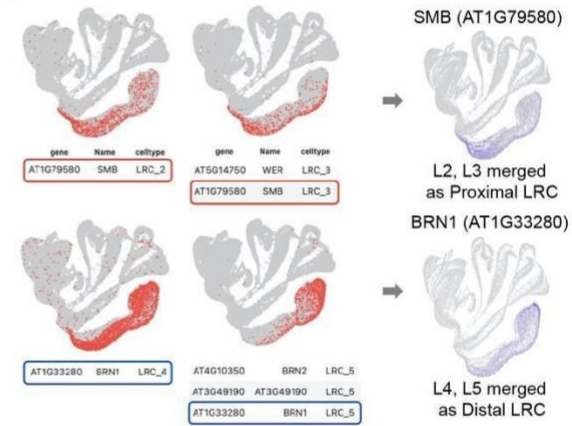 SMB (AT1G79580)
gene Name celltype
AT1G79580 SMB LRC_2
gene Name celltype
AT5G14750 WER LRC_3
AT1G79580 SMB LRC_3
L2, L3 merged
as Proximal LRC
BRN1 (AT1G33280)
AT1G33280 BRN1 LRC_4
AT4G10350 BRN2 LRC_5
AT3G49190 AT3G49190 LRC_5
AT1G33280 BRN1 LRC_5
L4, L5 merged
as Distal LRC